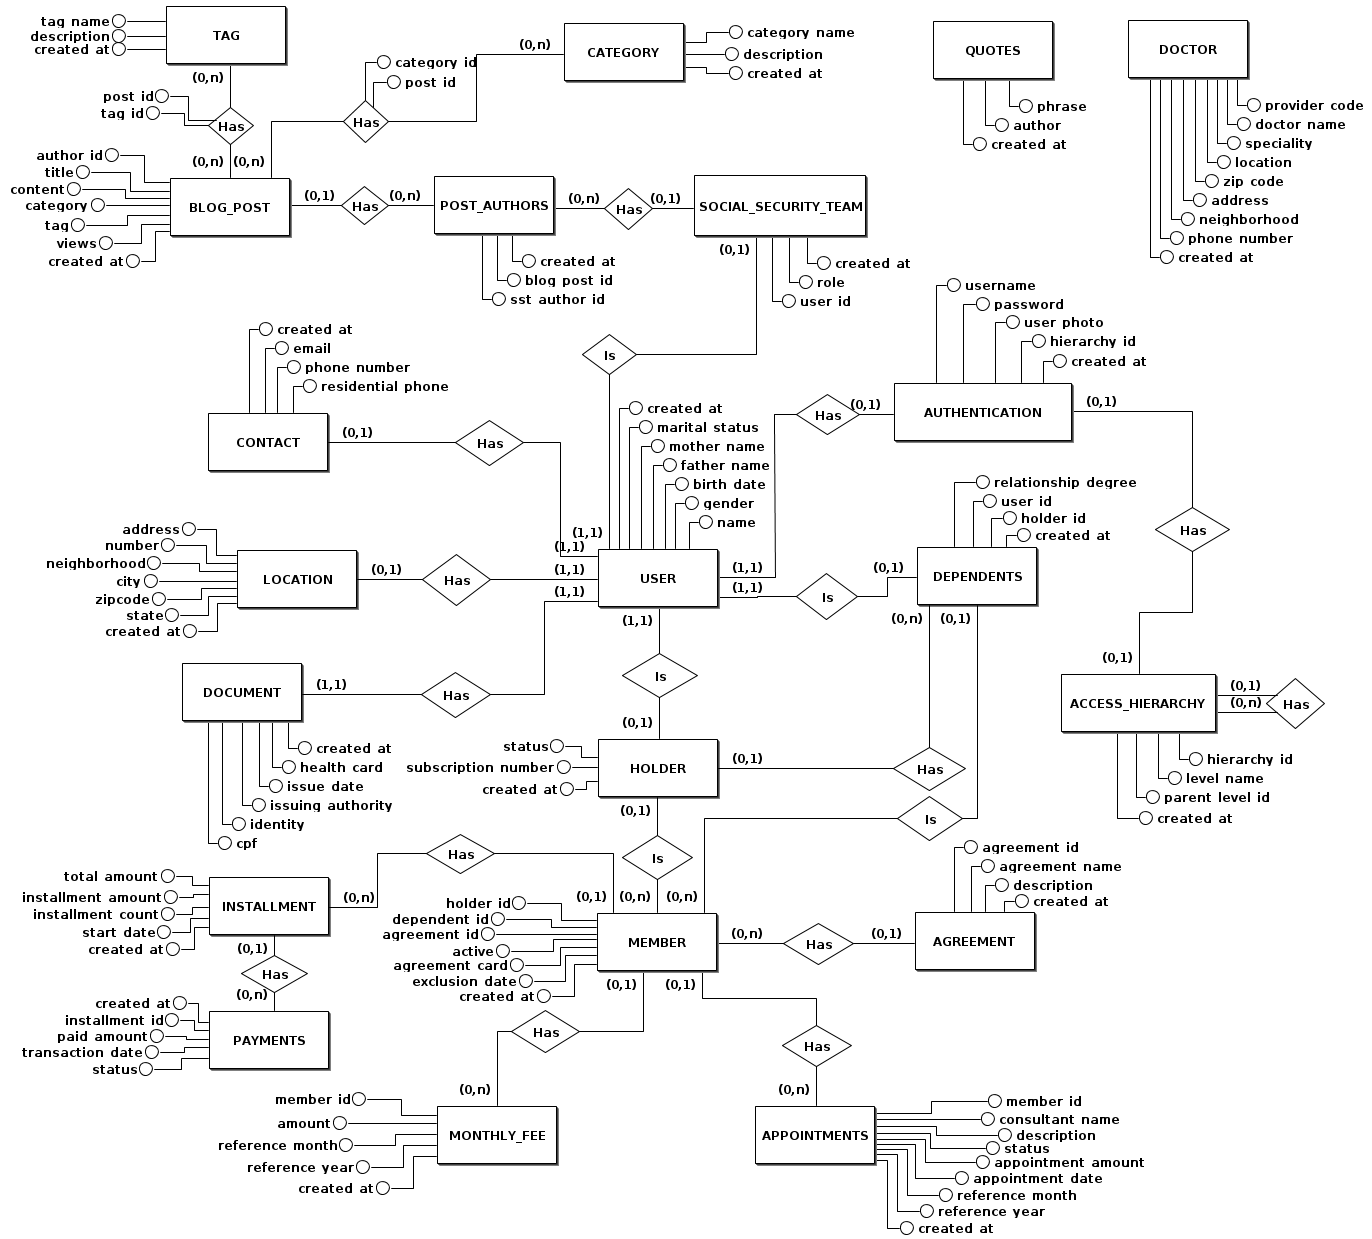 tag name
description
created at
TAG
(0,n)
post id
tag id
Has
(0,n)
(0,n)
category id
post id
Has
(0,n)
CATEGORY
category name
description
created at
QUOTES
phrase
author
created at
DOCTOR
provider code
doctor name
speciality
location
zip code
address
neighborhood
phone number
created at
author id
title
content
category
tag
views
created at
BLOG_POST
(0,1)
Has
(0,n)
POST_AUTHORS
created at
blog post id
sst author id
(0,n)
Has
(0,1)
SOCIAL_SECURITY_TEAM
(0,1)
created at
role
user id
Is
username
password
user photo
hierarchy id
created at
AUTHENTICATION
(0,1)
Has
(0,1)
Has
created at
email
phone number
residential phone
CONTACT
(0,1)
Has
created at
marital status
mother name
father name
birth date
gender
name
(1,1)
(1,1)
(1,1)
(1,1)
USER
(1,1)
(1,1)
(1,1)
address
number
neighborhood
city
zipcode
state
created at
LOCATION
(0,1)
Has
relationship degree
user id
holder id
created at
DEPENDENTS
(0,1)
Is
(0,n)
(0,1)
DOCUMENT
(1,1)
Has
created at
health card
issue date
issuing authority
identity
cpf
Is
(0,1)
status
subscription number
created at
HOLDER
(0,1)
Has
Is
(0,1)
Is
(0,1)
ACCESS_HIERARCHY
(0,1)
(0,n)
Has
hierarchy id
level name
parent level id
created at
total amount
installment amount
installment count
start date
created at
INSTALLMENT
(0,n)
Has
(0,1)
(0,n)
(0,n)
(0,1)
Has
(0,n)
created at
installment id
paid amount
transaction date
status
PAYMENTS
holder id
dependent id
agreement id
active
agreement card
exclusion date
created at
MEMBER
(0,n)
Has
(0,1)
agreement id
agreement name
description
created at
AGREEMENT
(0,1)
(0,1)
Has
Has
(0,n)
(0,n)
member id
amount
reference month
reference year
created at
MONTHLY_FEE
APPOINTMENTS
member id
consultant name
description
status
appointment amount
appointment date
reference month
reference year
created at